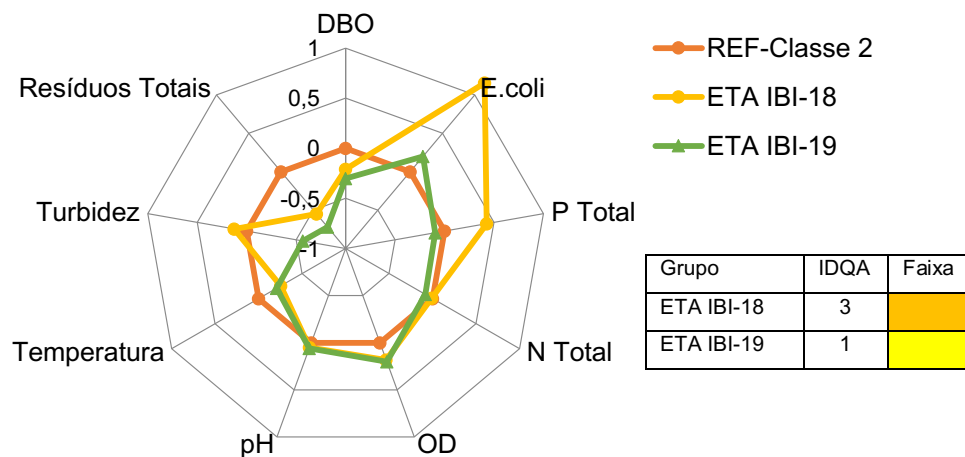 DBO
1
E.coli
REF-Classe 2
Resíduos Totais
0,5
ETA IBI-18
0
ETA IBI-19
Turbidez
-0,5
P Total
-1
Grupo IDQA Faixa
ETA IBI-18 3
ETA IBI-19 1
Temperatura
N Total
pH
OD